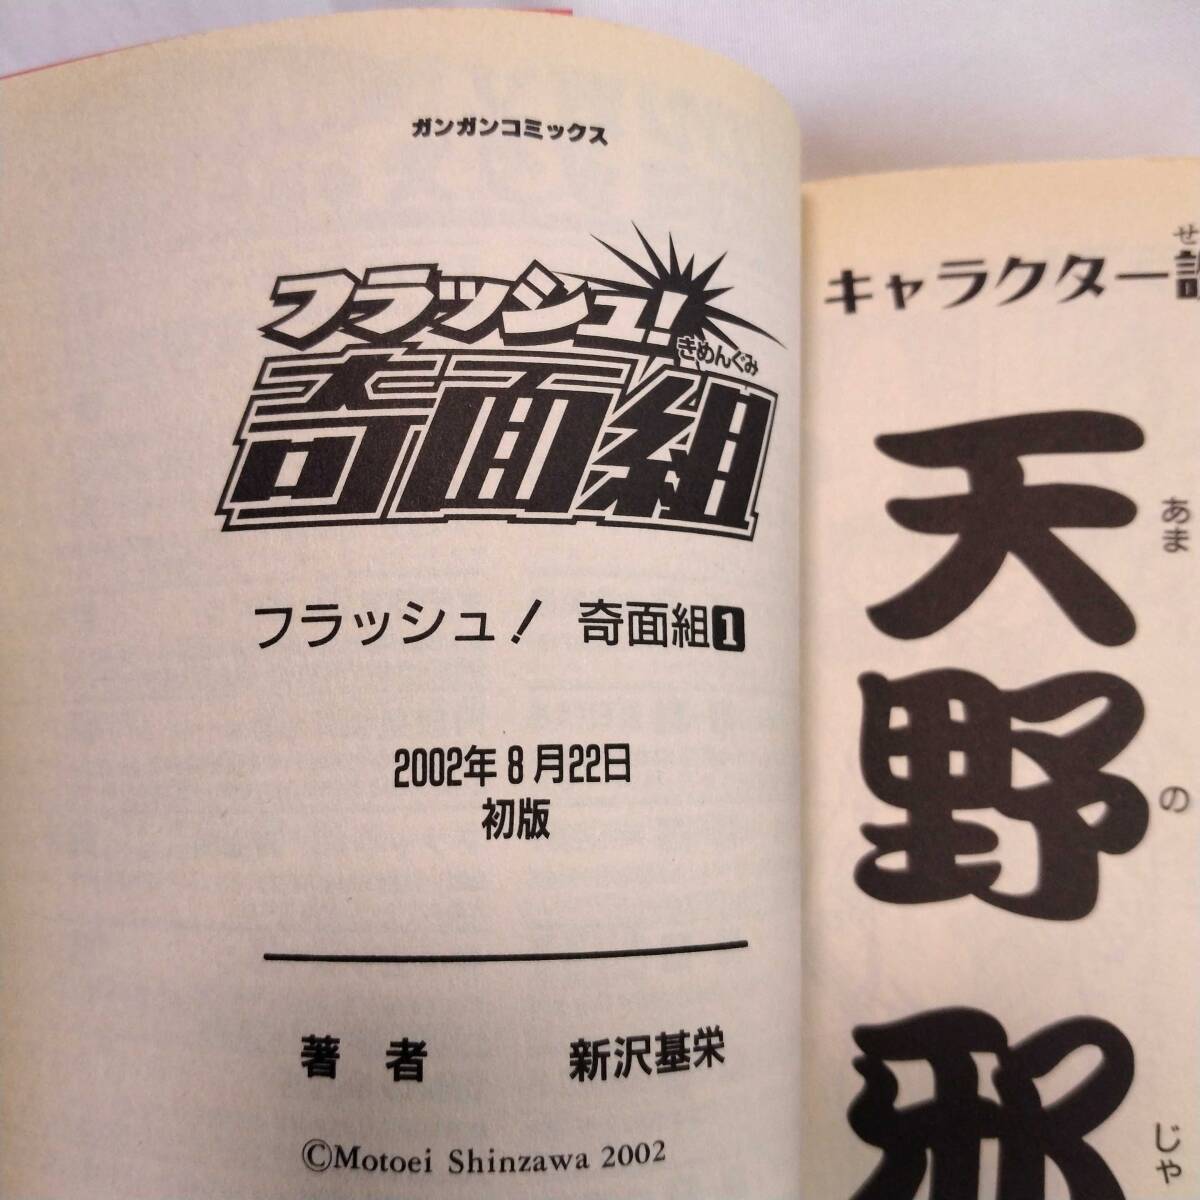 ガンガンコミックス
フラッシュ!
きめんぐみ
奇面組
フラッシュ! 奇面組1
2002年8月22日
初版
著 者 新沢基栄
©Motoei Shinzawa 2002
せ
キャラクター説
天野邪
あま
の
じゃ